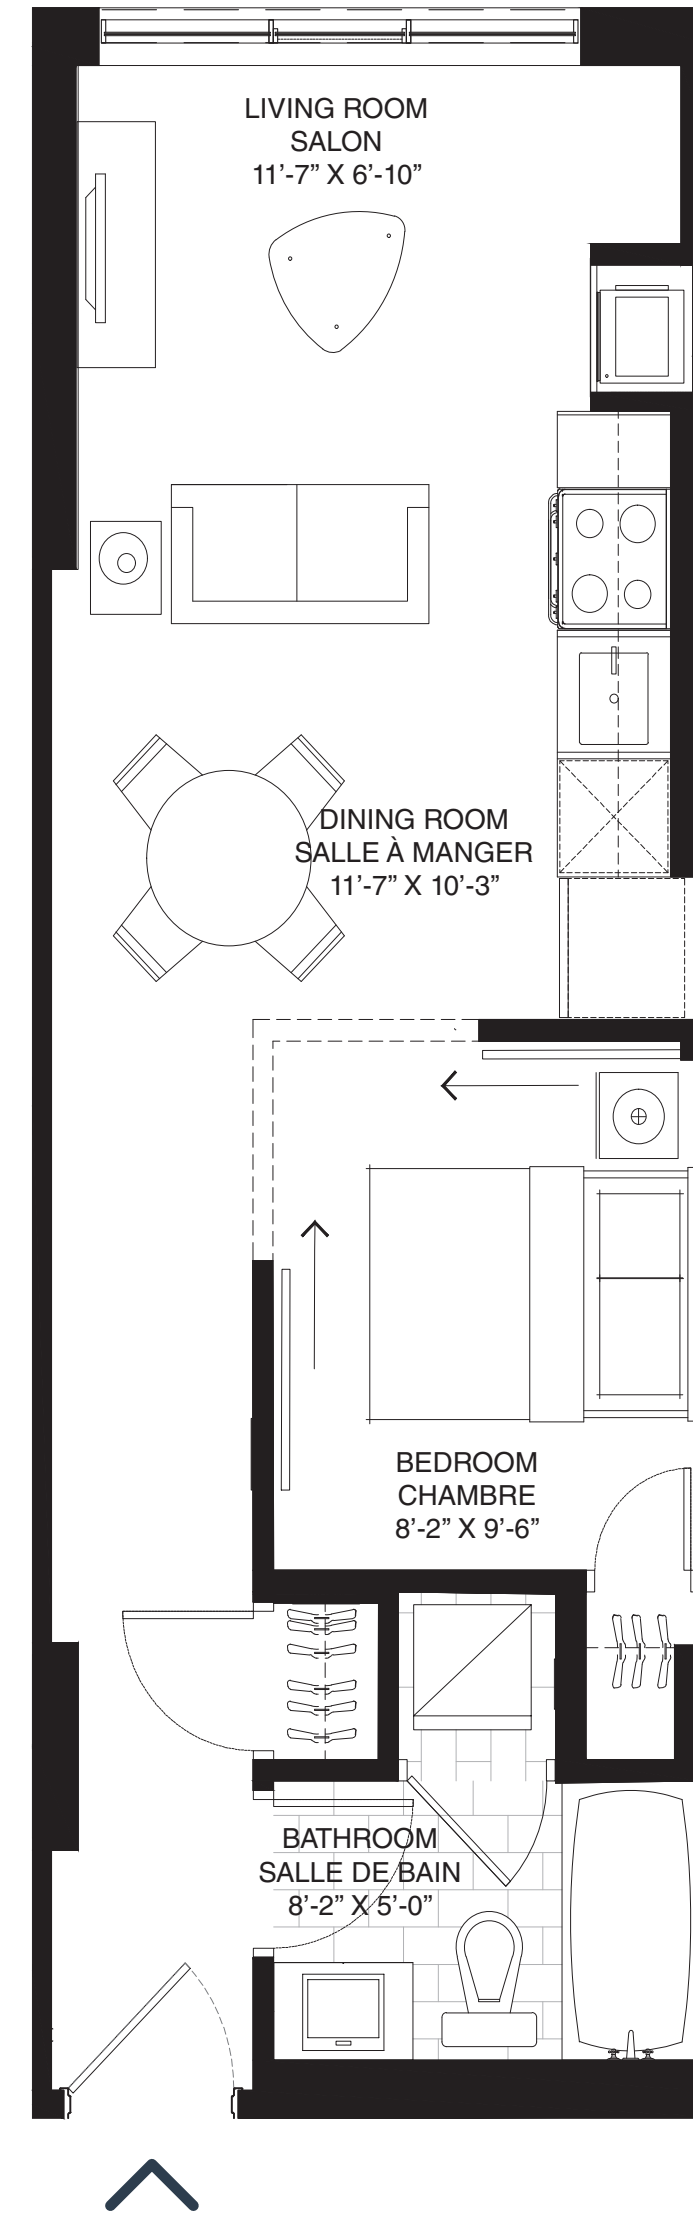 LIVING ROOM
SALON
11’-7” X 6’-10”
DINING ROOM
SALLE À MANGER
11’-7” X 10’-3”
BEDROOM
CHAMBRE
8’-2” X 9’-6”
BATHROOM
SALLE DE BAIN
8’-2” X 5’-0”